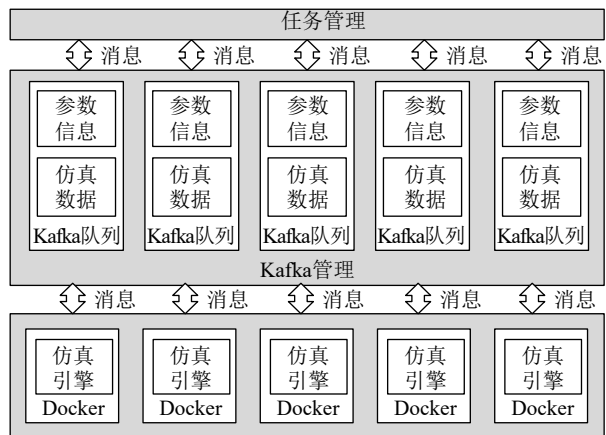 任务管理
消息 消息 消息 消息 消息
参数 参数 参数 参数 参数
信息 信息 信息 信息 信息
仿真 仿真 仿真 仿真 仿真
数据 数据 数据 数据 数据
Kafka队列 Kafka队列 Kafka队列 Kafka队列 Kafka队列
Kafka管理
消息 消息 消息 消息 消息
仿真 仿真 仿真 仿真 仿真
引擎 引擎 引擎 引擎 引擎
Docker Docker Docker Docker Docker